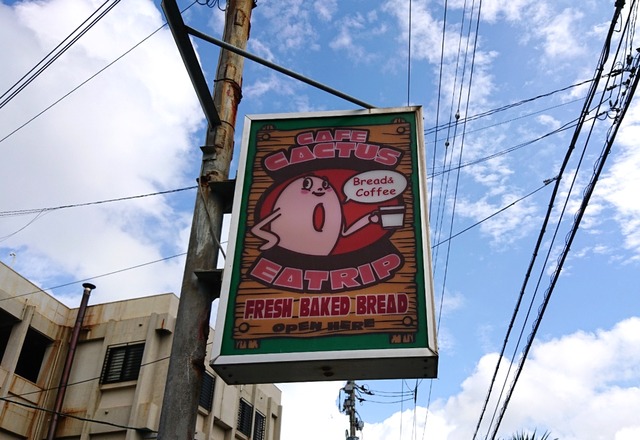 CAFE
CACTUS
Bread&
Coffee
EATRIP
FRESH BAKED BREAD
OPEN HERE